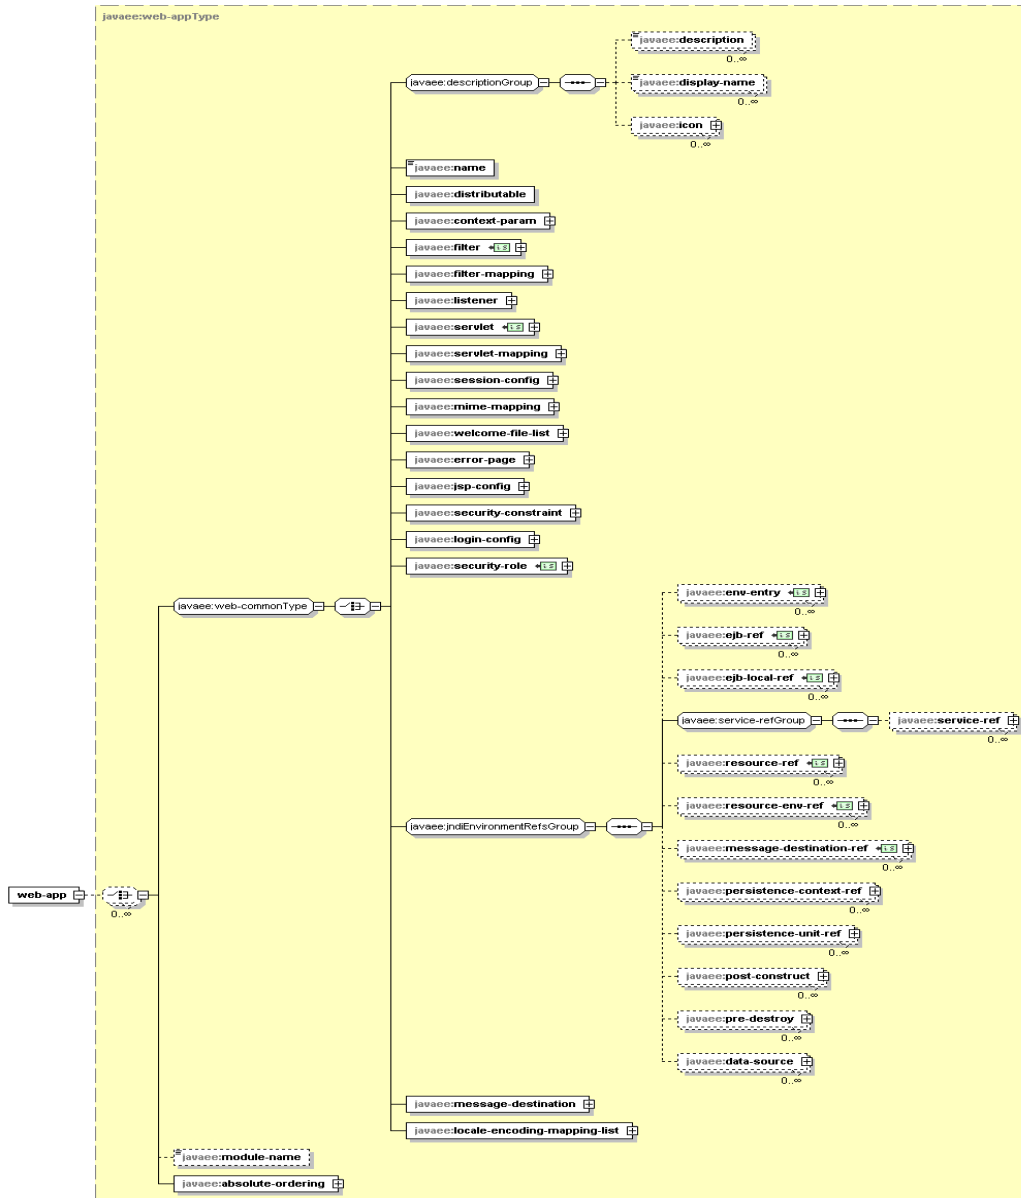 javaee:web-appType
javaee:description
0..∞
javaee:descriptionGroup
javaee:display-name
0..∞
javaee:icon
0..∞
javaee:name
javaee:distributable
javaee:context-param
javaee:filter
javaee:filter-mapping
javaee:listener
javaee:servlet
javaee:servlet-mapping
javaee:session-config
javaee:mime-mapping
javaee:welcome-file-list
javaee:error-page
javaee:jsp-config
javaee:security-constraint
javaee:login-config
javaee:security-role
javaee:web-commonType
javaee:env-entry
0..∞
javaee:ejb-ref
0..∞
javaee:ejb-local-ref
0..∞
javaee:service-refGroup
javaee:service-ref
0..∞
javaee:resource-ref
0..∞
javaee:resource-env-ref
0..∞
javaee:jndiEnvironmentRefsGroup
javaee:message-destination-ref
0..∞
web-app
0..∞
javaee:persistence-context-ref
0..∞
javaee:persistence-unit-ref
0..∞
javaee:post-construct
0..∞
javaee:pre-destroy
0..∞
javaee:data-source
0..∞
javaee:message-destination
javaee:locale-encoding-mapping-list
javaee:module-name
javaee:absolute-ordering